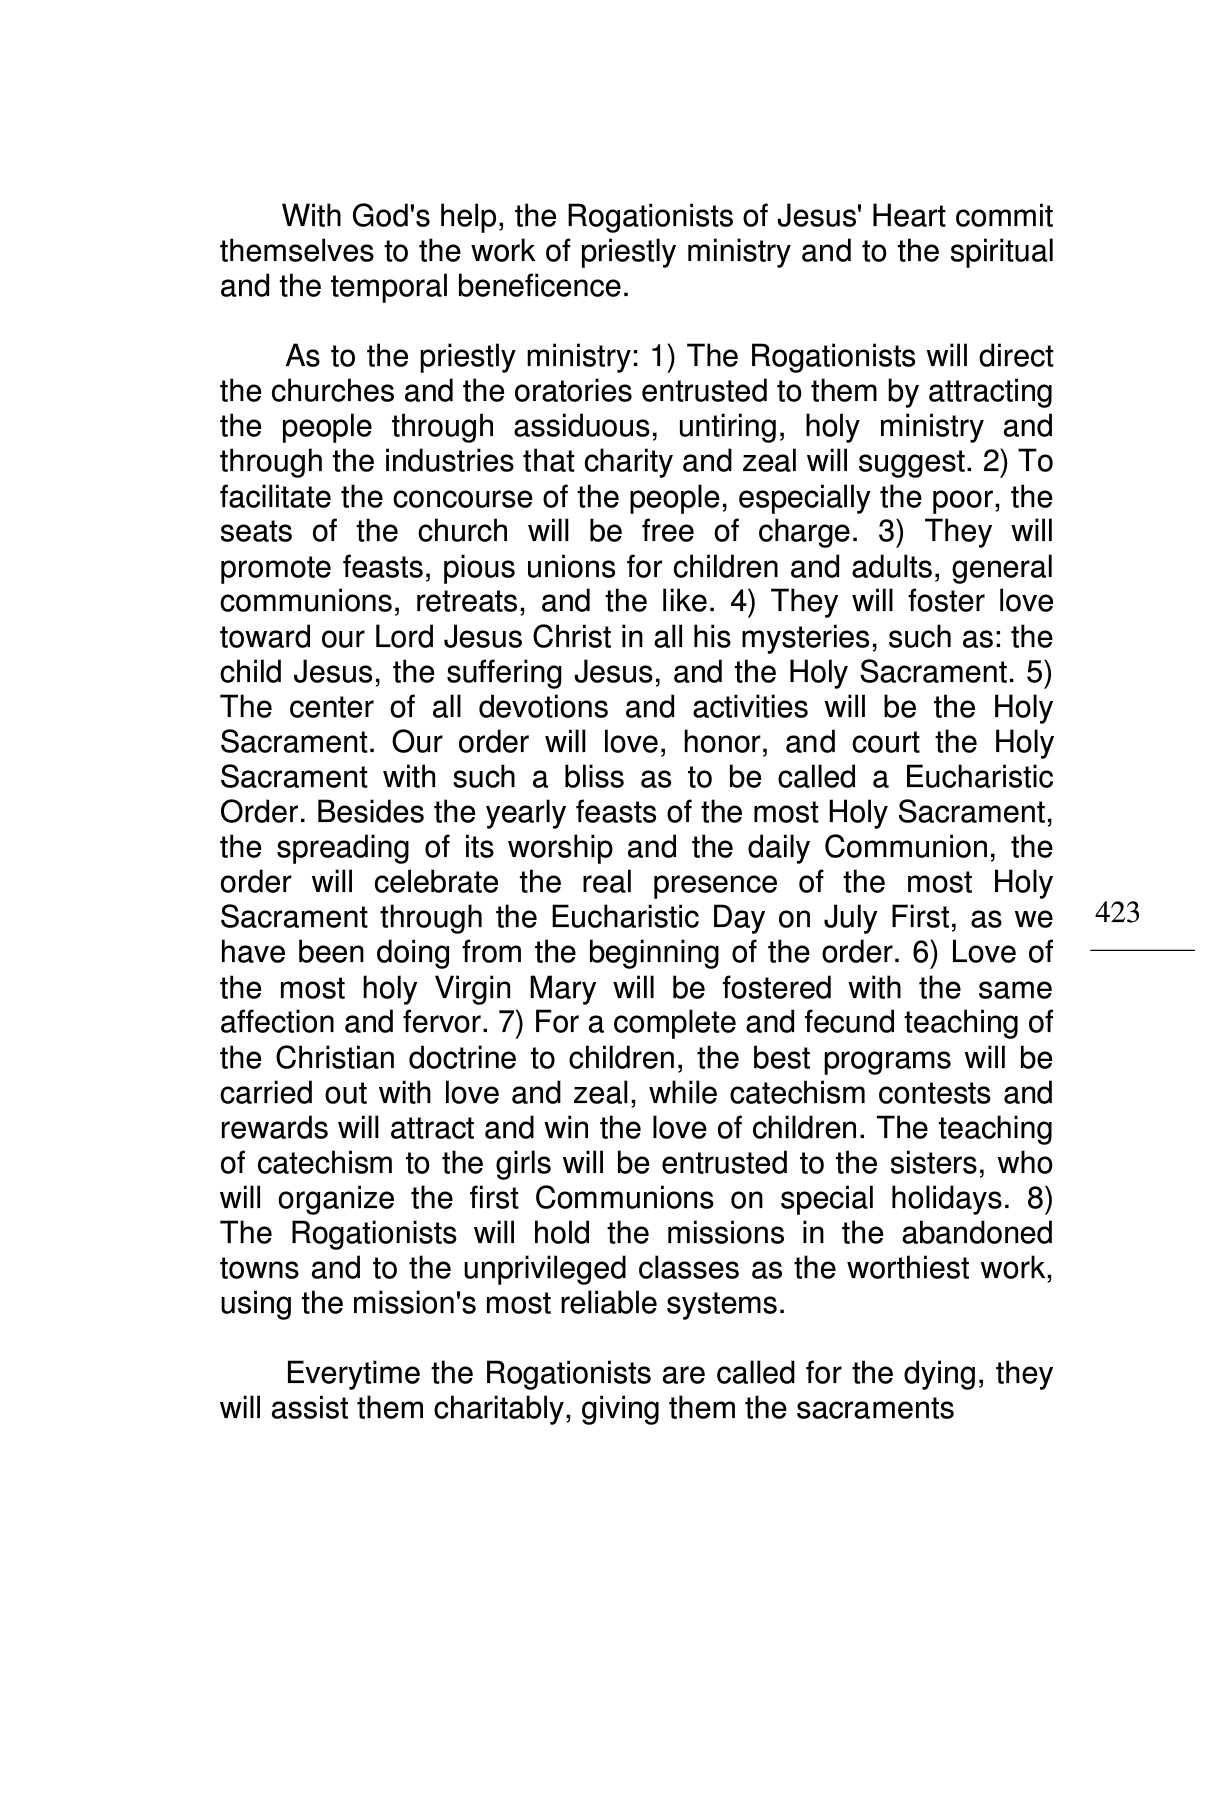 With God's help, the Rogationists of Jesus' Heart commit
themselves to the work of priestly ministry and to the spiritual
and the temporal beneficence.
As to the priestly ministry: 1) The Rogationists will direct
the churches and the oratories entrusted to them by attracting
the people through assiduous, untiring, holy ministry and
through the industries that charity and zeal will suggest. 2) To
facilitate the concourse of the people, especially the poor, the
seats of the church will be free of charge. 3) They will
promote feasts, pious unions for children and adults, general
communions, retreats, and the like. 4) They will foster love
toward our Lord Jesus Christ in all his mysteries, such as: the
child Jesus, the suffering Jesus, and the Holy Sacrament. 5)
The center of all devotions and activities will be the Holy
Sacrament. Our order will love, honor, and court the Holy
Sacrament with such a bliss as to be called a Eucharistic
Order. Besides the yearly feasts of the most Holy Sacrament,
the spreading of its worship and the daily Communion, the
order will celebrate the real presence of the most Holy
Sacrament through the Eucharistic Day on July First, as we
have been doing from the beginning of the order. 6) Love of
the most holy Virgin Mary will be fostered with the same
affection and fervor. 7) For a complete and fecund teaching of
the Christian doctrine to children, the best programs will be
carried out with love and zeal, while catechism contests and
rewards will attract and win the love of children. The teaching
of catechism to the girls will be entrusted to the sisters, who
will organize the first Communions on special holidays. 8)
The Rogationists will hold the missions in the abandoned
towns and to the unprivileged classes as the worthiest work,
using the mission's most reliable systems.
Everytime the Rogationists are called for the dying, they
will assist them charitably, giving them the sacraments
423